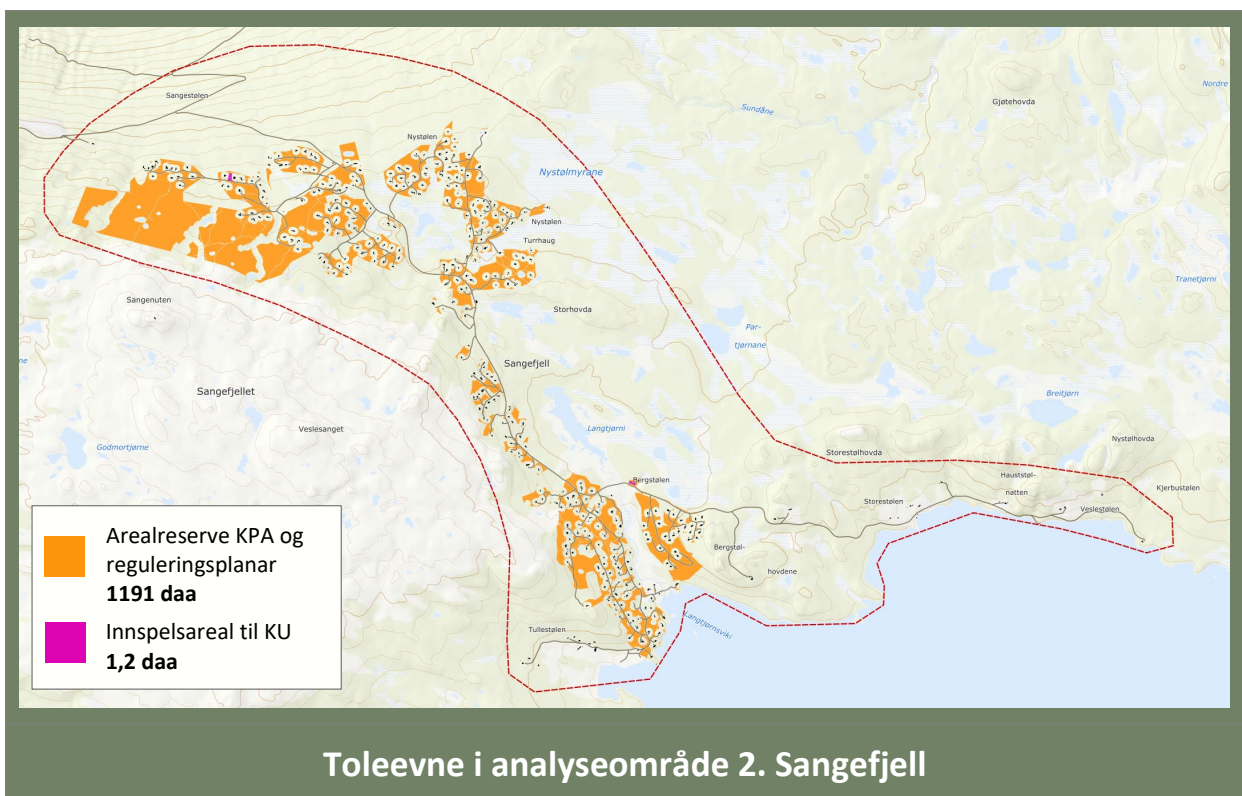 Sangestølen
Gjøtehovda
Nordre
Sundåne
Nystølen
Nystølmyrane
Nystølen
Turrhaug
Tranetjørni
Sangenuten
Storhovda
Par-
tjørnane
Sangefjell
ne
Sangefjellet
Breitjørn
Veslesanget
Langtjørni
Godmortjørne
Nystølhovda
Storestølhovda
Hauststøl-
natten
Kjerbustølen
Bergstølen
Storestølen
Veslestølen
Bergstøl-
hovdene
Langtjørnsviki
Tullestølen
Arealreserve KPA og
reguleringsplanar
1191 daa
Innspelsareal til KU
1,2 daa
Toleevne i analyseområde 2. Sangefjell